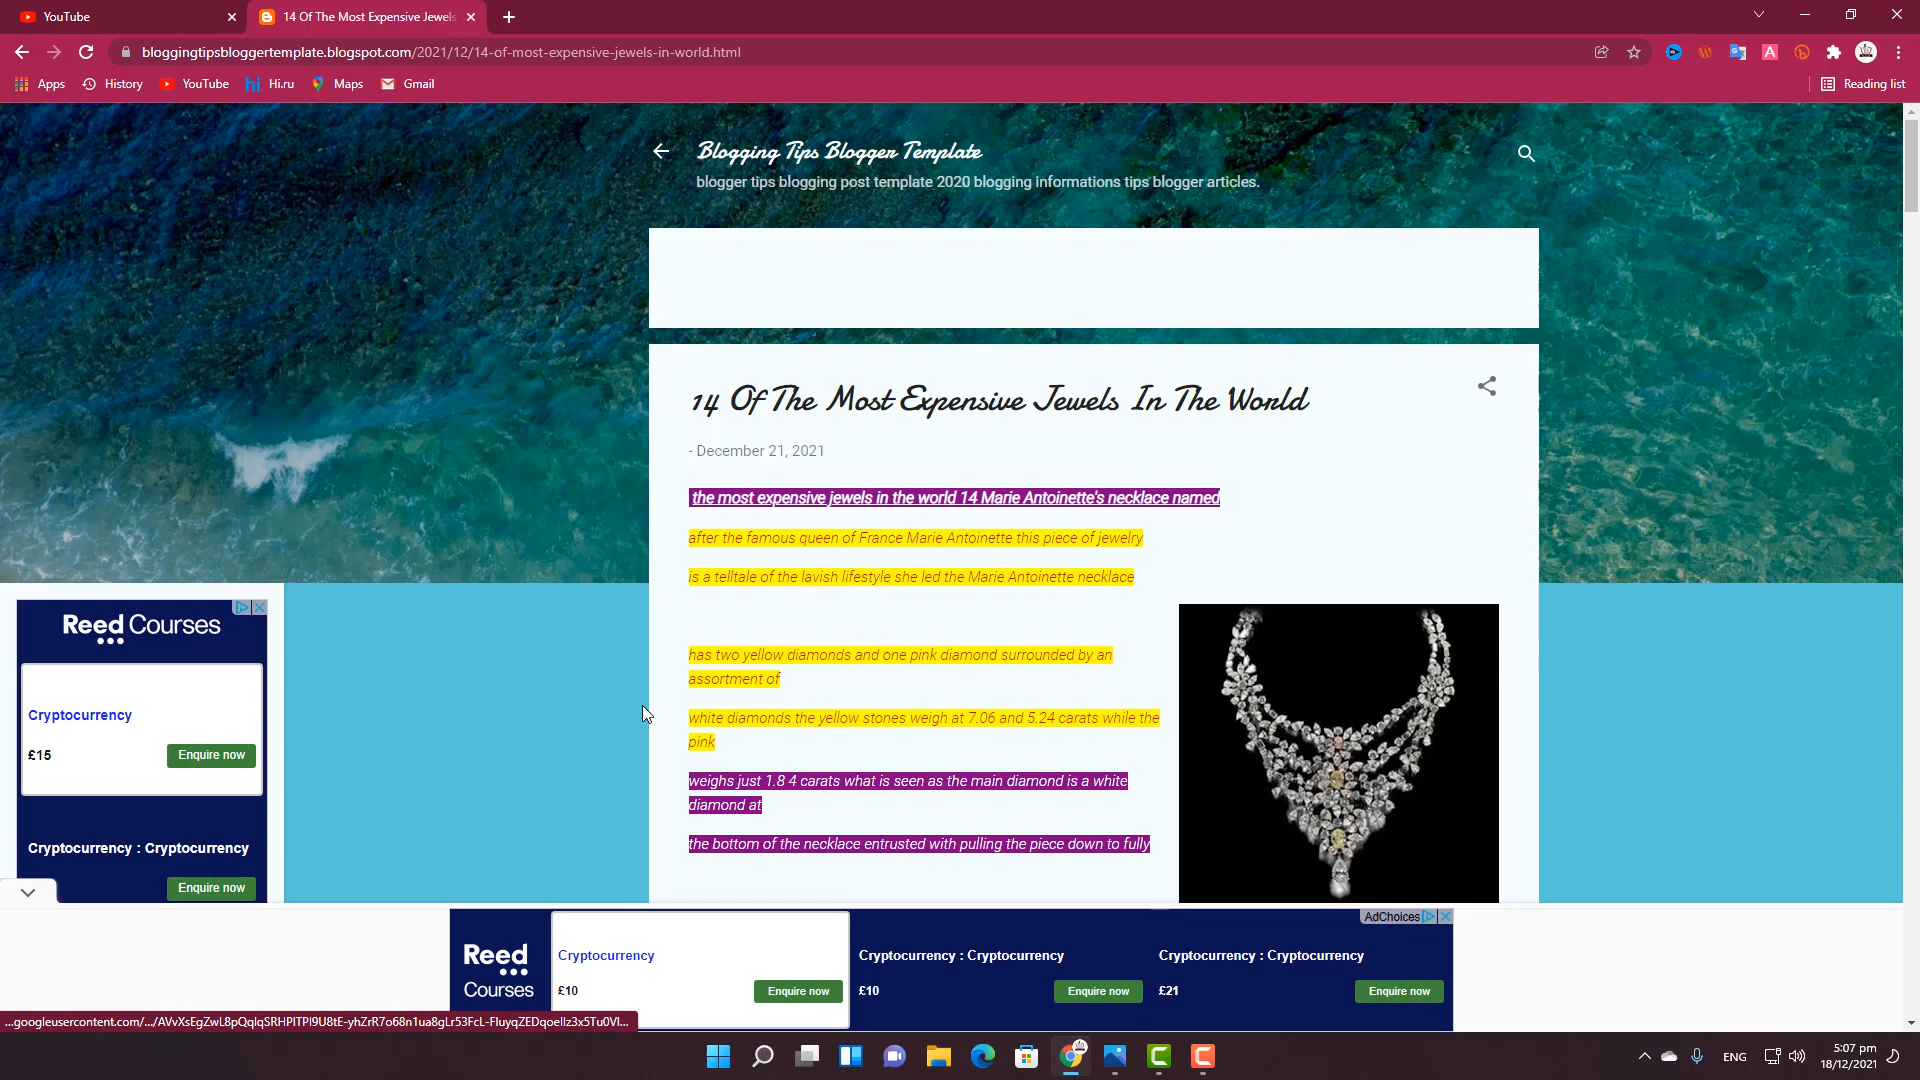 YouTube
14 Of The Most Expensive Jewels
bloggingtipsbloggertemplate.blogspot.com/2021/12/14-of-most-expensive-jewels-in-world.html
Apps
History
YouTube
Hi.ru
Maps
Gmail
Reading list
Blogging Tips Blogger Template
blogger tips blogging post template 2020 blogging informations tips blogger articles.
14 Of The Most Expensive Jewels In The World
- December 21, 2021
the most expensive jewels in the world 14 Marie Antoinette's necklace named
after the famous queen of France Marie Antoinette this piece of jewelry
is a telltale of the lavish lifestyle she led the Marie Antoinette necklace
has two yellow diamonds and one pink diamond surrounded by an
assortment of
white diamonds the yellow stones weigh at 7.06 and 5.24 carats while the
pink
weighs just 1.8 4 carats what is seen as the main diamond is a white
diamond at
the bottom of the necklace entrusted with pulling the piece down to fully
Reed Courses
Cryptocurrency
£15
Enquire now
Cryptocurrency : Cryptocurrency
Enquire now
AdChoices
Reed
Courses
Cryptocurrency
£10
Enquire now
Cryptocurrency : Cryptocurrency
£10
Enquire now
Cryptocurrency : Cryptocurrency
£21
Enquire now
ENG
5:07 pm
18/12/2021